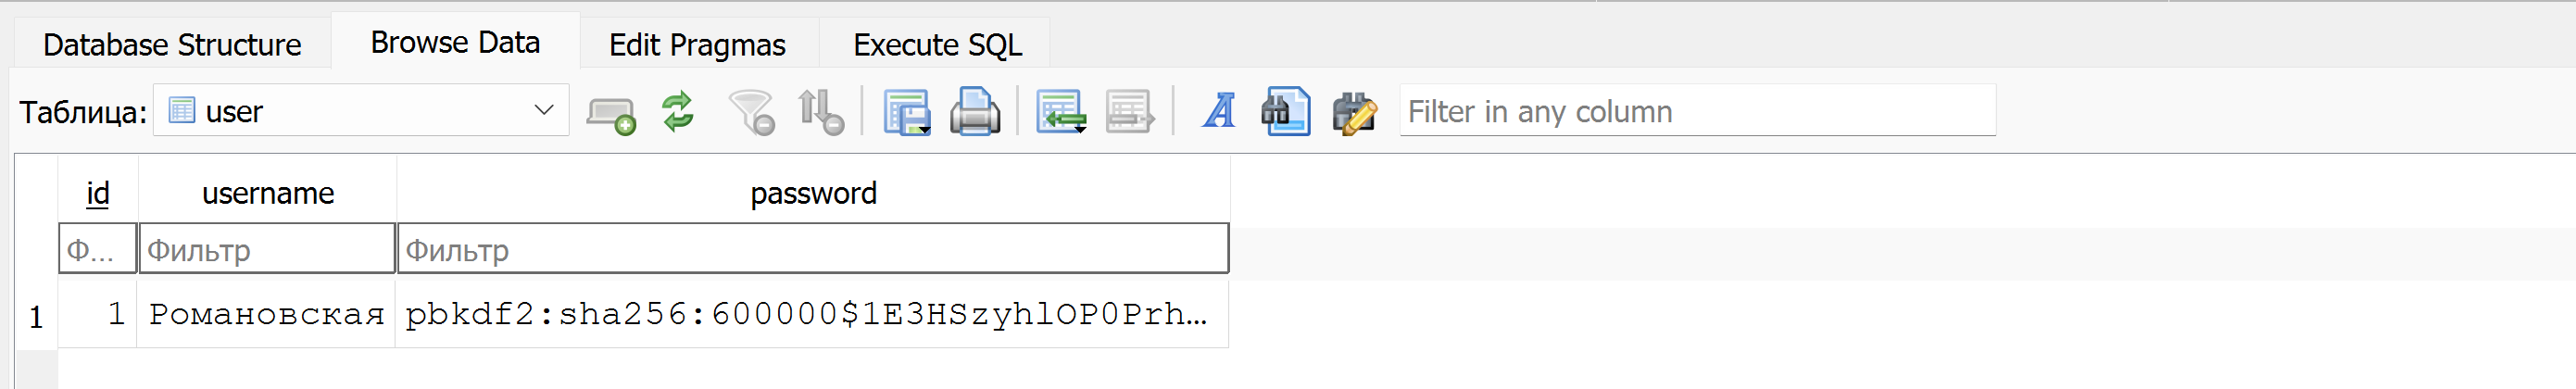 Database Structure Browse Data Edit Pragmas Execute SQL
Таблица: user Filter in any column
id username password
Ф... Фильтр Фильтр
1 1 Романовская pbkdf2:sha256:600000$1E3HSzyhlOP0Prh…